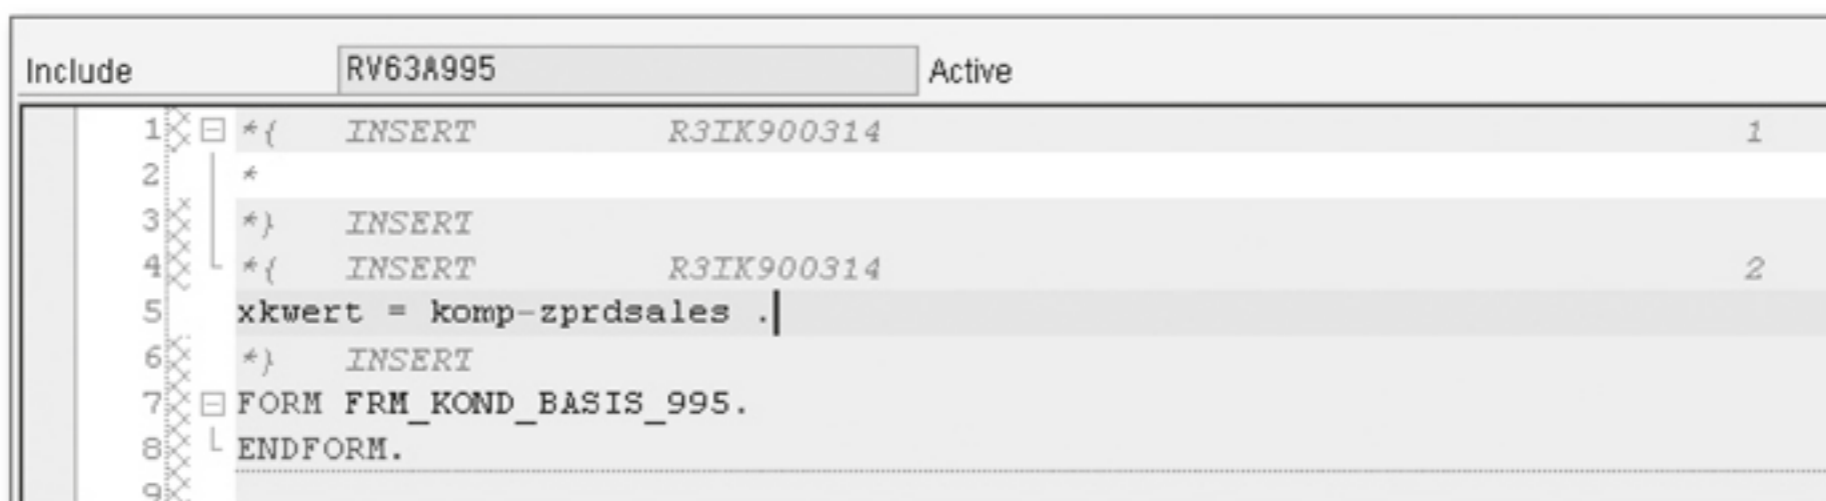 Include RV63A995 Active
1 *{ INSERT R3IK900314 1
2 *
3 *} INSERT
4 *{ INSERT R3IK900314 2
5 xkwert = komp-zprdsales .
6 *} INSERT
7 FORM FRM_KOND_BASIS_995.
8 ENDFORM.
9